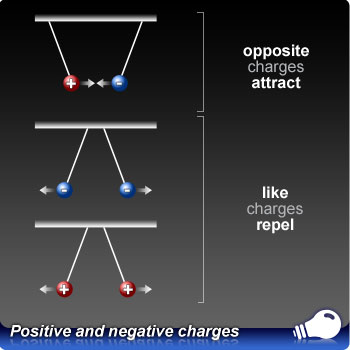 + -
opposite
charges
attract
- -
like
charges
repel
+ +
Positive and negative charges